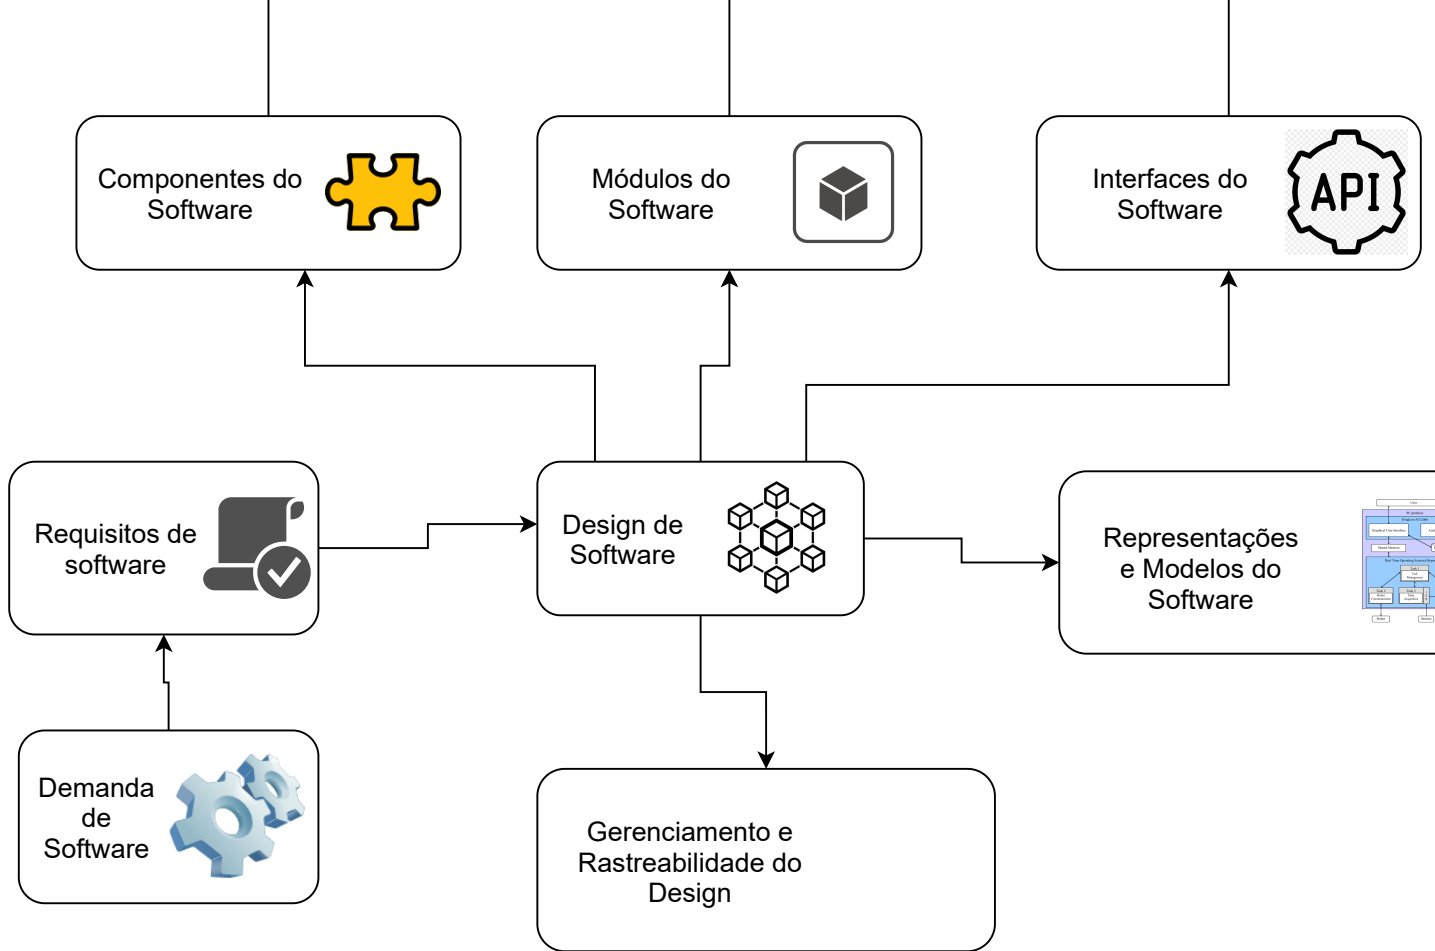 Componentes do
Software
Módulos do
Software
Interfaces do
Software
API
Requisitos de
software
Design de
Software
Representações
e Modelos do
Software
Demanda
de
Software
Gerenciamento e
Rastreabilidade do
Design